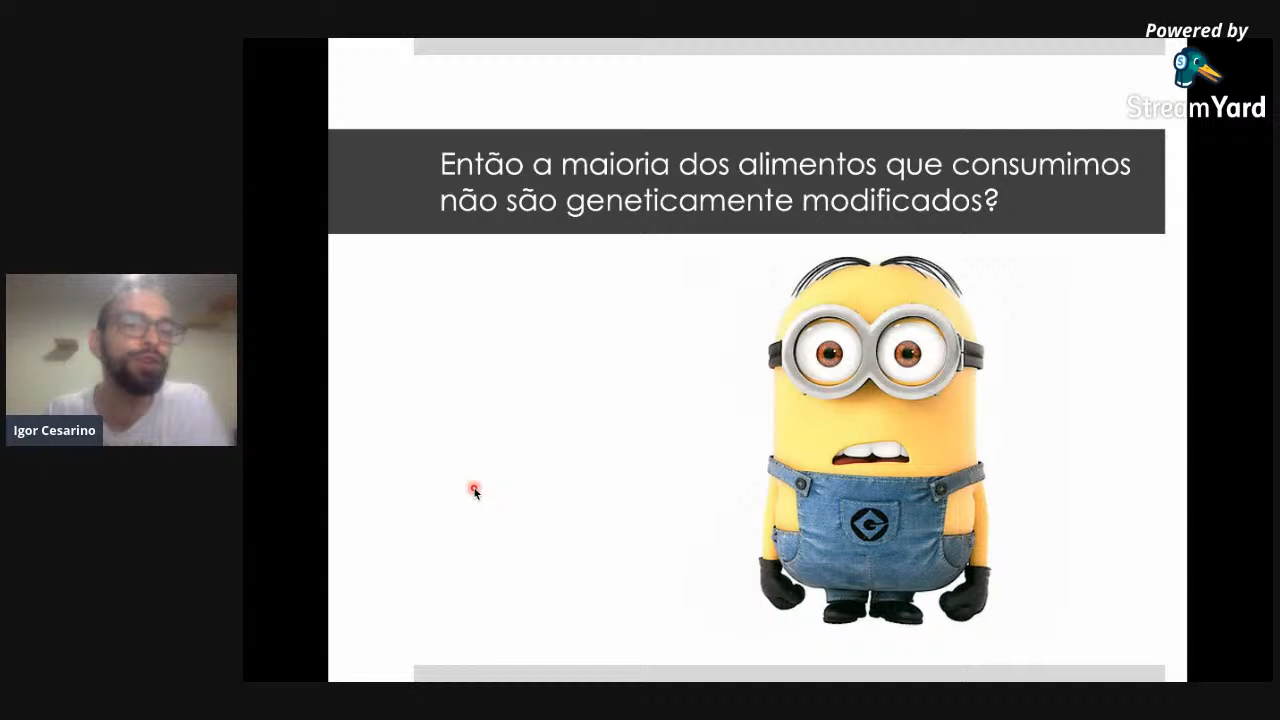 Powered by
StreamYard
Então a maioria dos alimentos que consumimos
não são geneticamente modificados?
Igor Cesarino